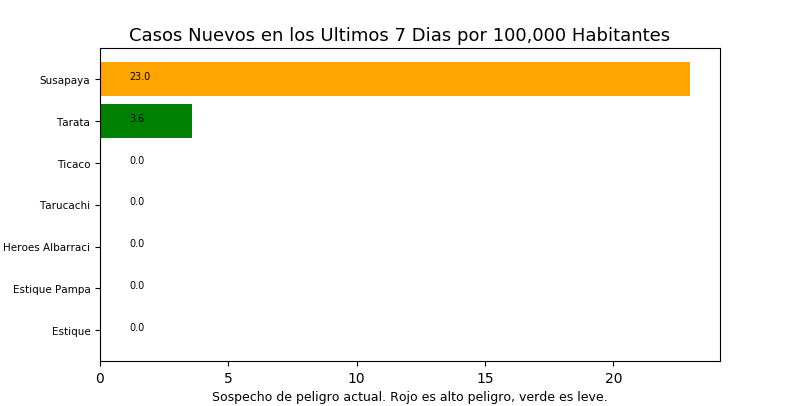 Casos Nuevos en los Ultimos 7 Dias por 100,000 Habitantes
Susapaya 23.0
Tarata 3.6
Ticaco 0.0
Tarucachi 0.0
Heroes Albarraci 0.0
Estique Pampa 0.0
Estique 0.0
0 5 10 15 20
Sospecho de peligro actual. Rojo es alto peligro, verde es leve.